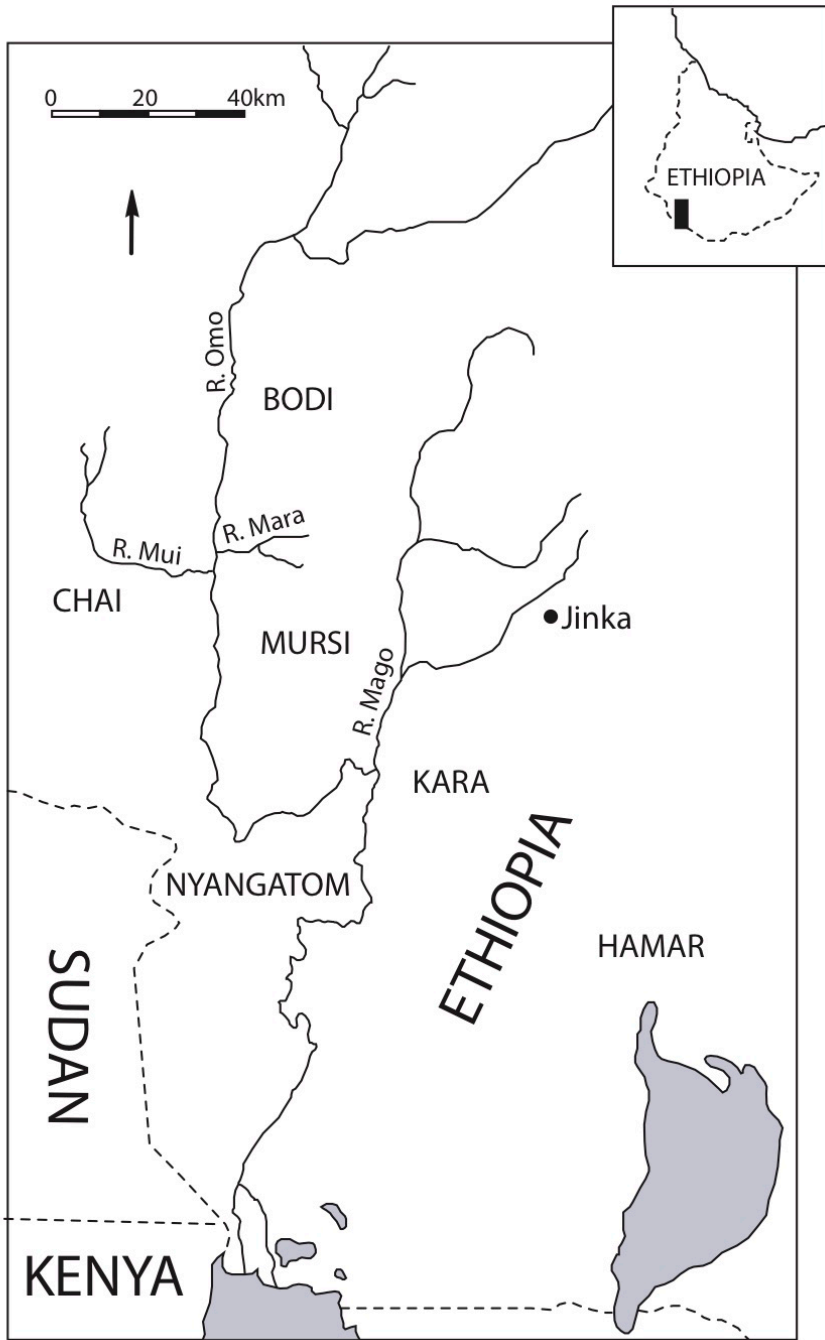 0 20 40km
ETHIOPIA
R. Omo
BODI
R. Mara
R. Mui
CHAI
Jinka
MURSI
R. Mago
KARA
NYANGATOM
ETHIOPIA
HAMAR
SUDAN
KENYA